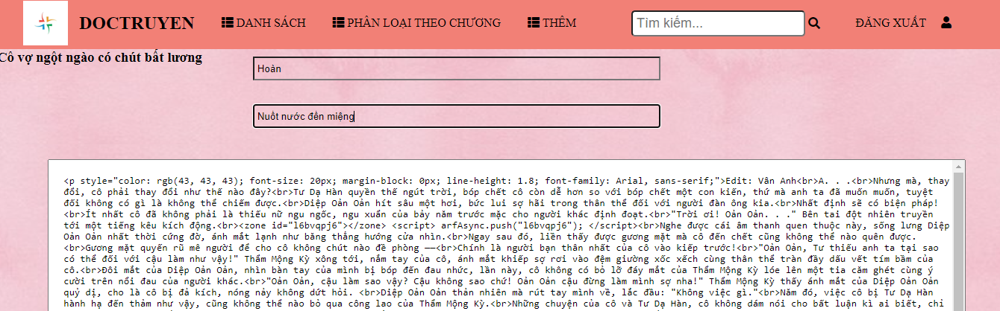 DOCTRUYEN DANH SÁCH PHÂN LOẠI THEO CHƯƠNG THÊM Tìm kiếm... ĐĂNG XUẤT
Cô vợ ngột ngào có chút bất lương
Hoàn
Nuốt nước đến miệng
<p style="color: rgb(43, 43, 43); font-size: 20px; margin-block: 0px; line-height: 1.8; font-family: Arial, sans-serif;">Edit: Vân Anh<br>A. . .<br>Nhưng mà, thay
đổi, cô phải thay đổi như thế nào đây?<br>Tư Dạ Hàn quyền thế ngút trời, bóp chết cô còn dễ hơn so với bóp chết một con kiến, thứ mà anh ta đã muốn muốn, tuyệt
đối không có gì là không thể chiếm được.<br>Diệp Oản Oản hít sâu một hơi, bức lui sợ hãi trong thân thể đối với người đàn ông kia.<br>Nhất định sẽ có biện pháp!
<br>Ít nhất cô đã không phải là thiếu nữ ngu ngốc, ngu xuẩn của bảy năm trước mặc cho người khác định đoạt.<br>"Trời ơi! Oản Oản. . ." Bên tai đột nhiên truyền
tới một tiếng kêu kích động.<br><zone id="l6bvqpj6"></zone> <script> arfAsync.push("l6bvqpj6"); </script><br>Nghe được cái âm thanh quen thuộc này, sống lưng Diệp
Oản Oản nhất thời cứng đờ, ánh mắt lạnh như băng thẳng hướng cửa nhìn.<br>Ngay sau đó, liền thấy được gương mặt mà cô đến chết cũng không thể nào quên được.
<br>Gương mặt quyến rũ mê người để cho cô không chút nào đề phòng ——<br>Chính là người bạn thân nhất của cô vào kiếp trước!<br>"Oản Oản, Tư thiếu anh ta tại sao
có thể đối với cậu làm như vậy!" Thẩm Mộng Kỳ xông tới, nắm tay của cô, ánh mắt khiếp sợ rơi vào đệm giường xốc xếch cùng thân thể tràn đầy dấu vết tím bầm của
cô.<br>Đôi mắt của Diệp Oản Oản, nhìn bàn tay của mình bị bóp đến đau nhức, lần này, cô không có bỏ lỡ đáy mắt của Thẩm Mộng Kỳ lóe lên một tia căm ghét cùng ý
cười trên nổi đau của người khác.<br>"Oản Oản, cậu làm sao vậy? Cậu không sao chứ! Oản Oản cậu đừng làm mình sợ nha!" Thẩm Mộng Kỳ thấy ánh mắt của Diệp Oản Oản
quỷ dị, cho là cô bị đả kích, nóng nảy không dứt hỏi. <br>Diệp Oản Oản thản nhiên mà rút tay mình về, lắc đầu: "Không việc gì."<br>Năm đó, việc cô bị Tư Dạ Hàn
hành hạ đến thảm như vậy, cũng không thể nào bỏ qua công lao của Thẩm Mộng Kỳ.<br>Những chuyện của cô và Tư Dạ Hàn, cô không dám nói cho bất luận kì ai biết, chỉ